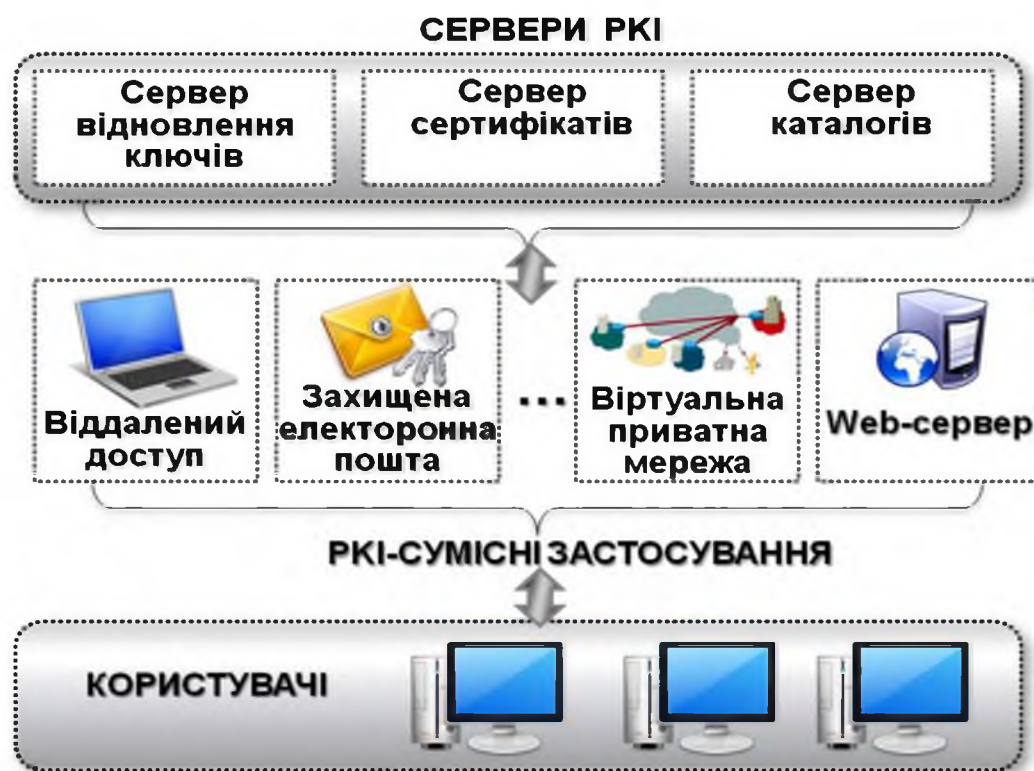 СЕРВЕРИ PKI
Сервер
відновлення
ключів
Сервер
сертифікатів
Сервер
каталогів
Віддалений
доступ
Захищена
електоронна
пошта
...
Віртуальна
приватна
мережа
Web-сервер
PKI-СУМІСНІ ЗАСТОСУВАННЯ
КОРИСТУВАЧІ